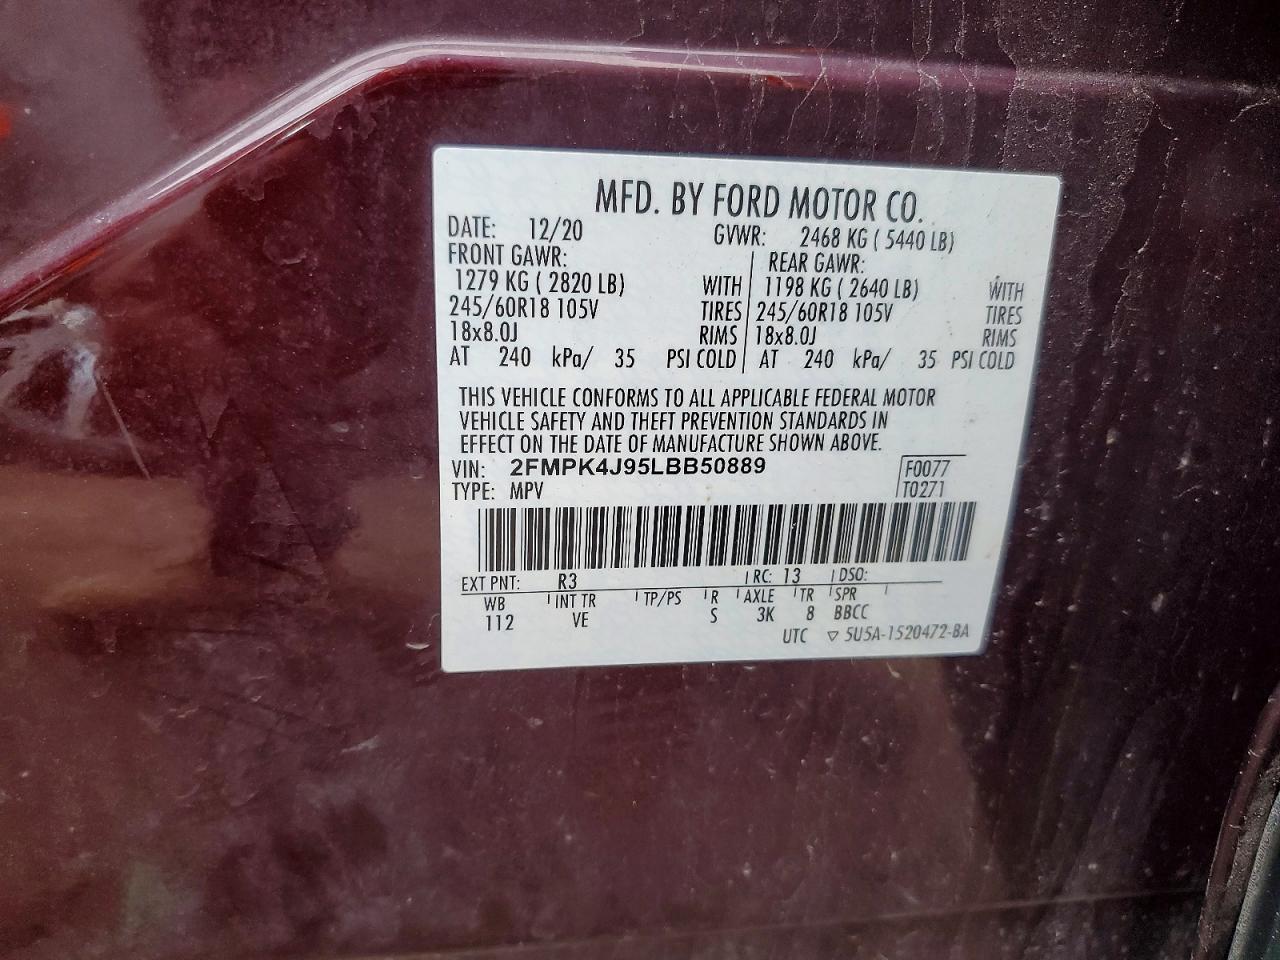 MFD. BY FORD MOTOR CO.
DATE: 12/20 GVWR: 2468 KG ( 5440 LB)
FRONT GAWR: REAR GAWR:
1279 KG ( 2820 LB) WITH 1198 KG ( 2640 LB) WITH
245/60R18 105V TIRES 245/60R18 105V TIRES
18x8.0J RIMS 18x8.0J RIMS
AT 240 kPa/ 35 PSI COLD AT 240 kPa/ 35 PSI COLD
THIS VEHICLE CONFORMS TO ALL APPLICABLE FEDERAL MOTOR
VEHICLE SAFETY AND THEFT PREVENTION STANDARDS IN
EFFECT ON THE DATE OF MANUFACTURE SHOWN ABOVE.
VIN: 2FMPK4J95LBB50889 F0077
TYPE: MPV T0271
EXT PNT: R3 RC: 13 DSO:
WB INT TR TP/PS R AXLE TR SPR
112 VE S 3K 8 BBCC
UTC ▽ 5U5A-1520472-BA